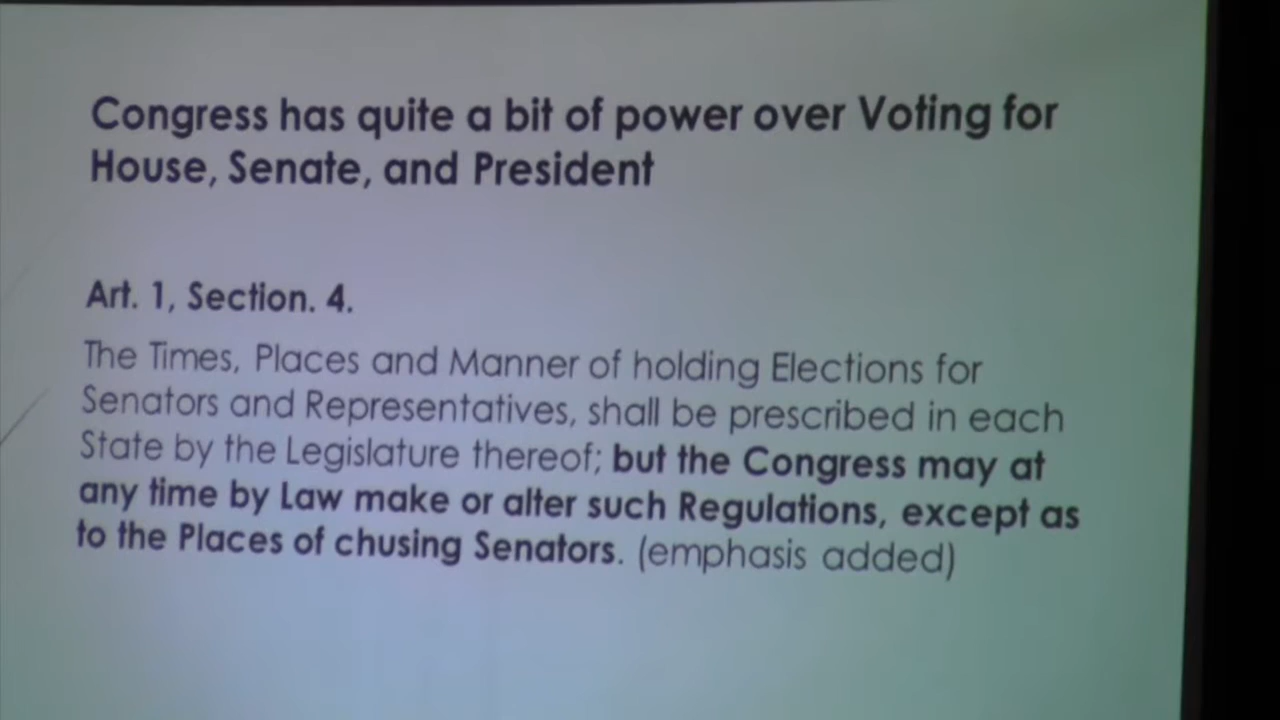 Congress has quite a bit of power over Voting for
House, Senate, and President
Art. 1, Section. 4.
The Times, Places and Manner of holding Elections for
Senators and Representatives, shall be prescribed in each
State by the Legislature thereof; but the Congress may at
any time by Law make or alter such Regulations, except as
to the Places of chusing Senators. (emphasis added)